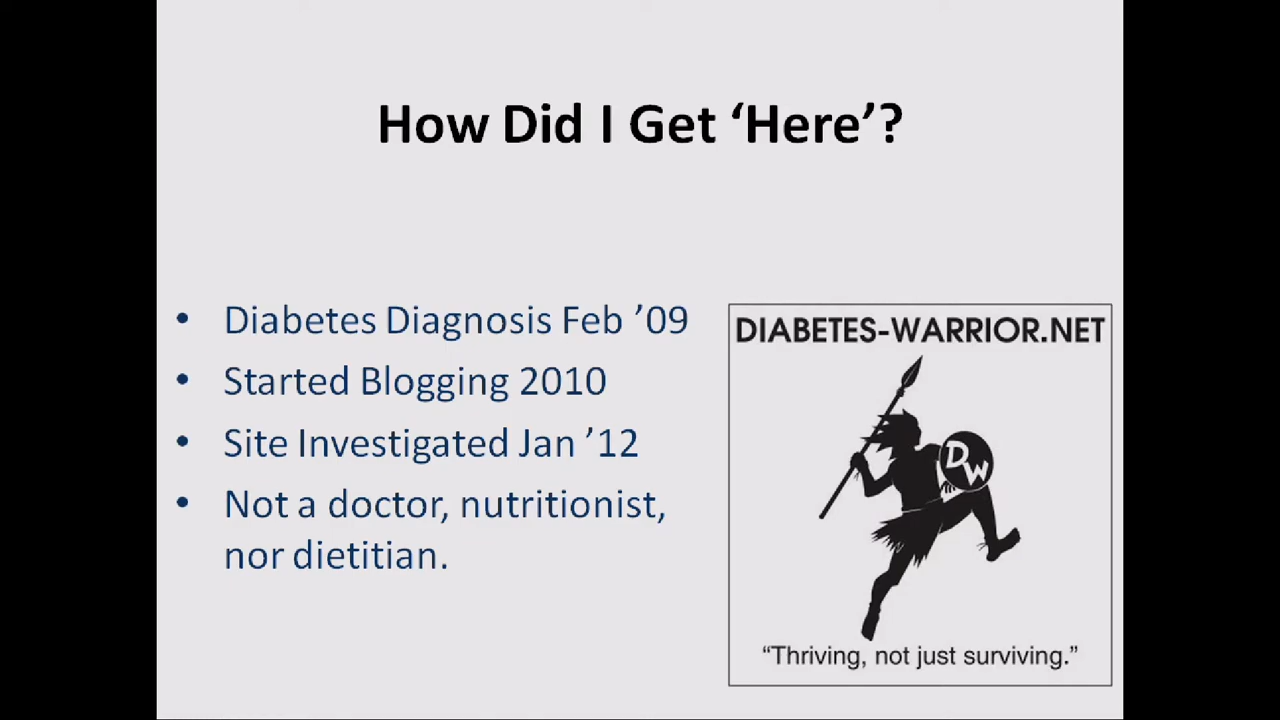 How Did I Get ‘Here’?
• Diabetes Diagnosis Feb ’09
• Started Blogging 2010
• Site Investigated Jan ’12
• Not a doctor, nutritionist,
nor dietitian.
DIABETES-WARRIOR.NET
DW
“Thriving, not just surviving.”